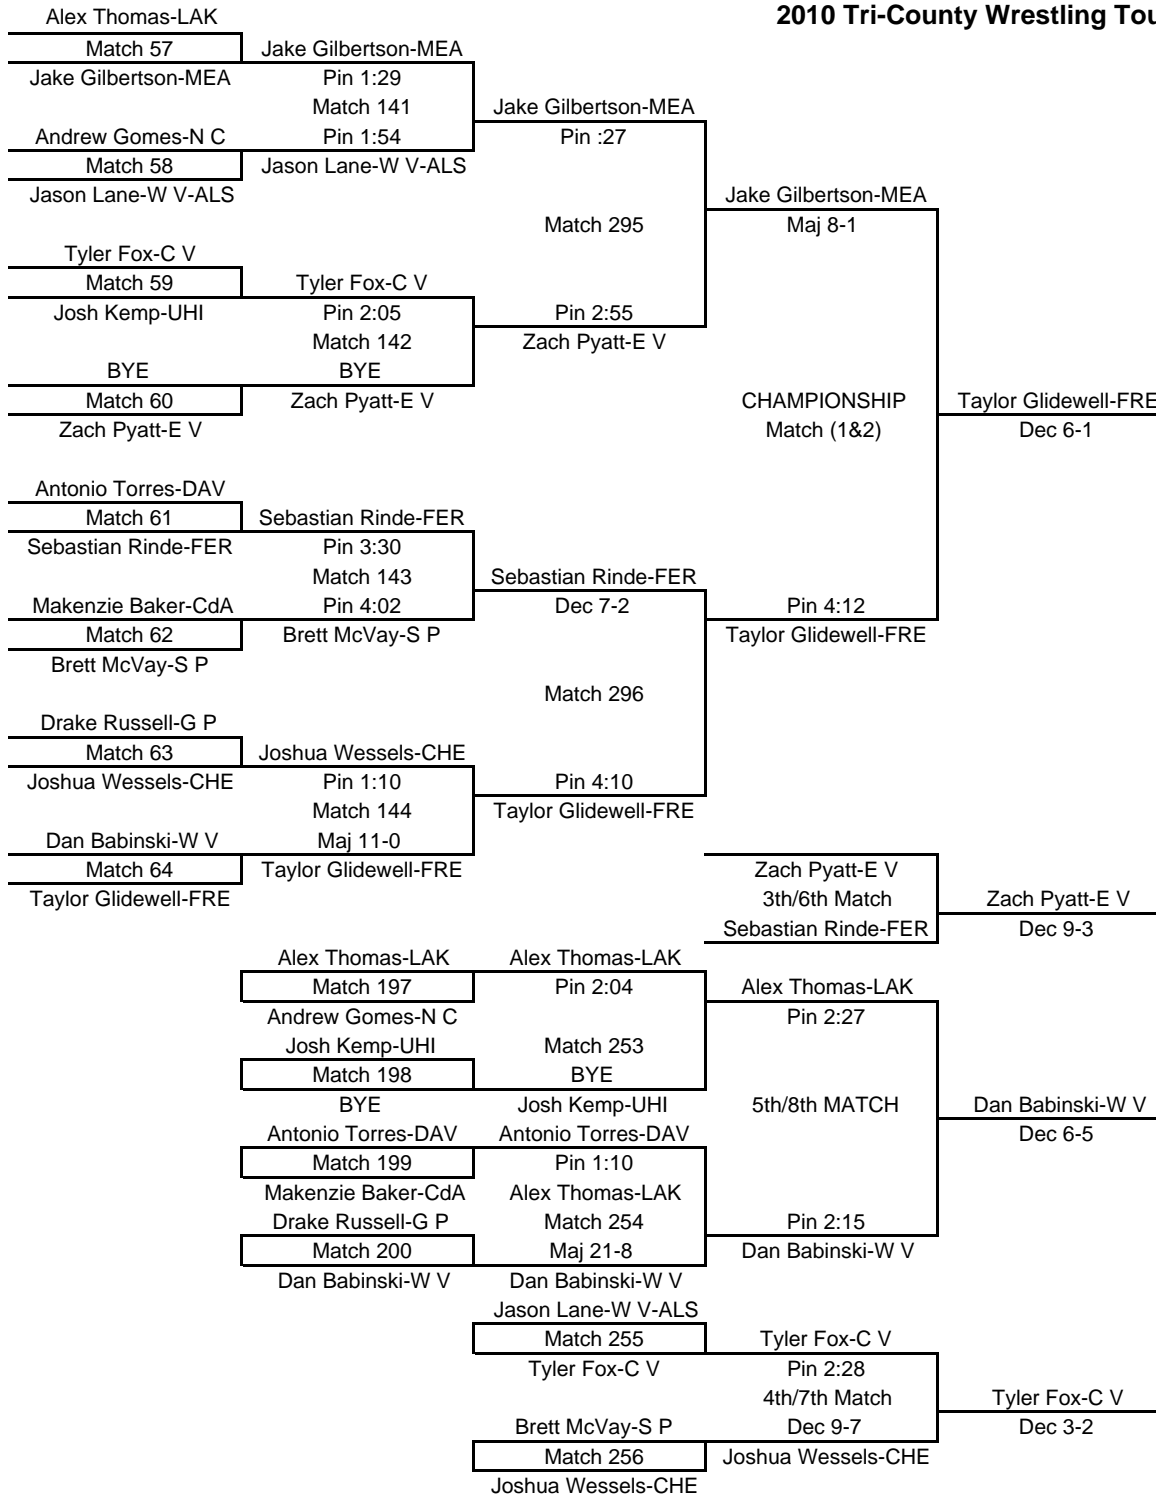 2010 Tri-County Wrestling Tou
Alex Thomas-LAK
Match 57 Jake Gilbertson-MEA
Jake Gilbertson-MEA Pin 1:29
Match 141 Jake Gilbertson-MEA
Andrew Gomes-N C Pin 1:54 Pin :27
Match 58 Jason Lane-W V-ALS
Jason Lane-W V-ALS Jake Gilbertson-MEA
Match 295 Maj 8-1
Tyler Fox-C V
Match 59 Tyler Fox-C V
Josh Kemp-UHI Pin 2:05 Pin 2:55
Match 142 Zach Pyatt-E V
BYE BYE
Match 60 Zach Pyatt-E V CHAMPIONSHIP Taylor Glidewell-FRE
Zach Pyatt-E V Match (1&2) Dec 6-1
Antonio Torres-DAV
Match 61 Sebastian Rinde-FER
Sebastian Rinde-FER Pin 3:30
Match 143 Sebastian Rinde-FER
Makenzie Baker-CdA Pin 4:02 Dec 7-2 Pin 4:12
Match 62 Brett McVay-S P Taylor Glidewell-FRE
Brett McVay-S P
Match 296
Drake Russell-G P
Match 63 Joshua Wessels-CHE
Joshua Wessels-CHE Pin 1:10 Pin 4:10
Match 144 Taylor Glidewell-FRE
Dan Babinski-W V Maj 11-0
Match 64 Taylor Glidewell-FRE Zach Pyatt-E V
Taylor Glidewell-FRE 3th/6th Match Zach Pyatt-E V
Sebastian Rinde-FER Dec 9-3
Alex Thomas-LAK Alex Thomas-LAK
Match 197 Pin 2:04 Alex Thomas-LAK
Andrew Gomes-N C Pin 2:27
Josh Kemp-UHI Match 253
Match 198 BYE
BYE Josh Kemp-UHI 5th/8th MATCH Dan Babinski-W V
Antonio Torres-DAV Antonio Torres-DAV Dec 6-5
Match 199 Pin 1:10
Makenzie Baker-CdA Alex Thomas-LAK
Drake Russell-G P Match 254 Pin 2:15
Match 200 Maj 21-8 Dan Babinski-W V
Dan Babinski-W V Dan Babinski-W V
Jason Lane-W V-ALS
Match 255 Tyler Fox-C V
Tyler Fox-C V Pin 2:28
4th/7th Match Tyler Fox-C V
Brett McVay-S P Dec 9-7 Dec 3-2
Match 256 Joshua Wessels-CHE
Joshua Wessels-CHE